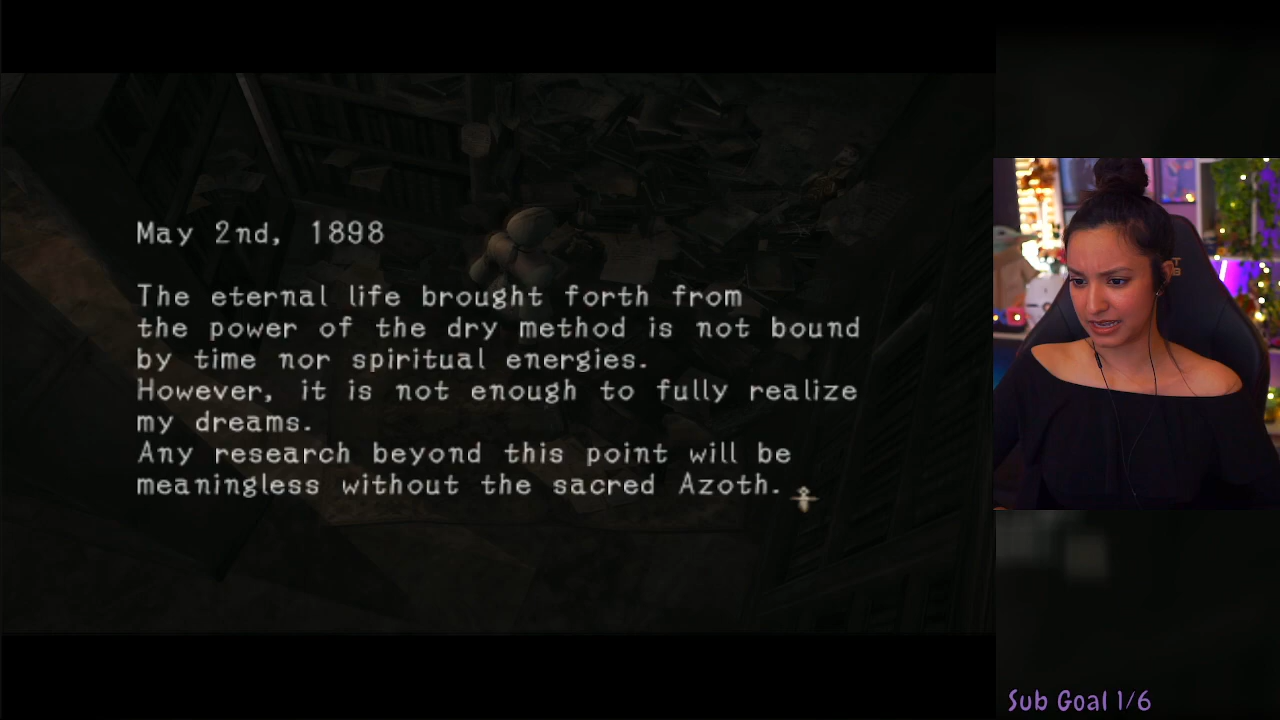 May 2nd, 1898
The eternal life brought forth from
the power of the dry method is not bound
by time nor spiritual energies.
However, it is not enough to fully realize
my dreams.
Any research beyond this point will be
meaningless without the sacred Azoth.
Sub Goal 1/6